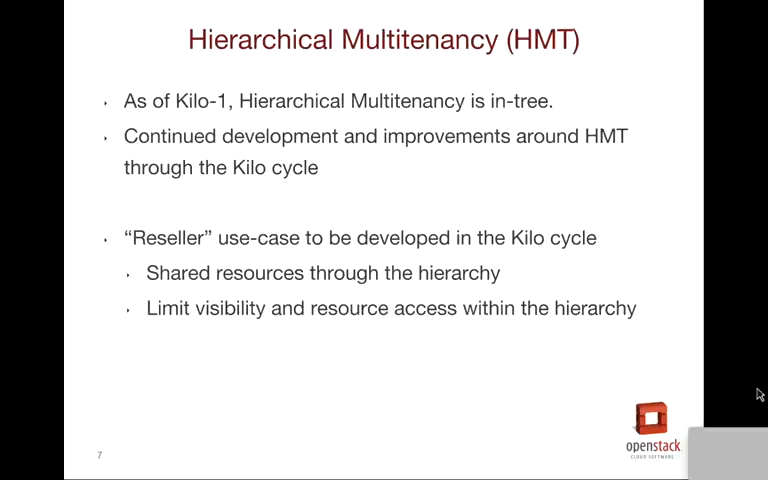 Hierarchical Multitenancy (HMT)
As of Kilo-1, Hierarchical Multitenancy is in-tree.
Continued development and improvements around HMT
through the Kilo cycle
“Reseller” use-case to be developed in the Kilo cycle
Shared resources through the hierarchy
Limit visibility and resource access within the hierarchy
openstack
CLOUD SOFTWARE
7